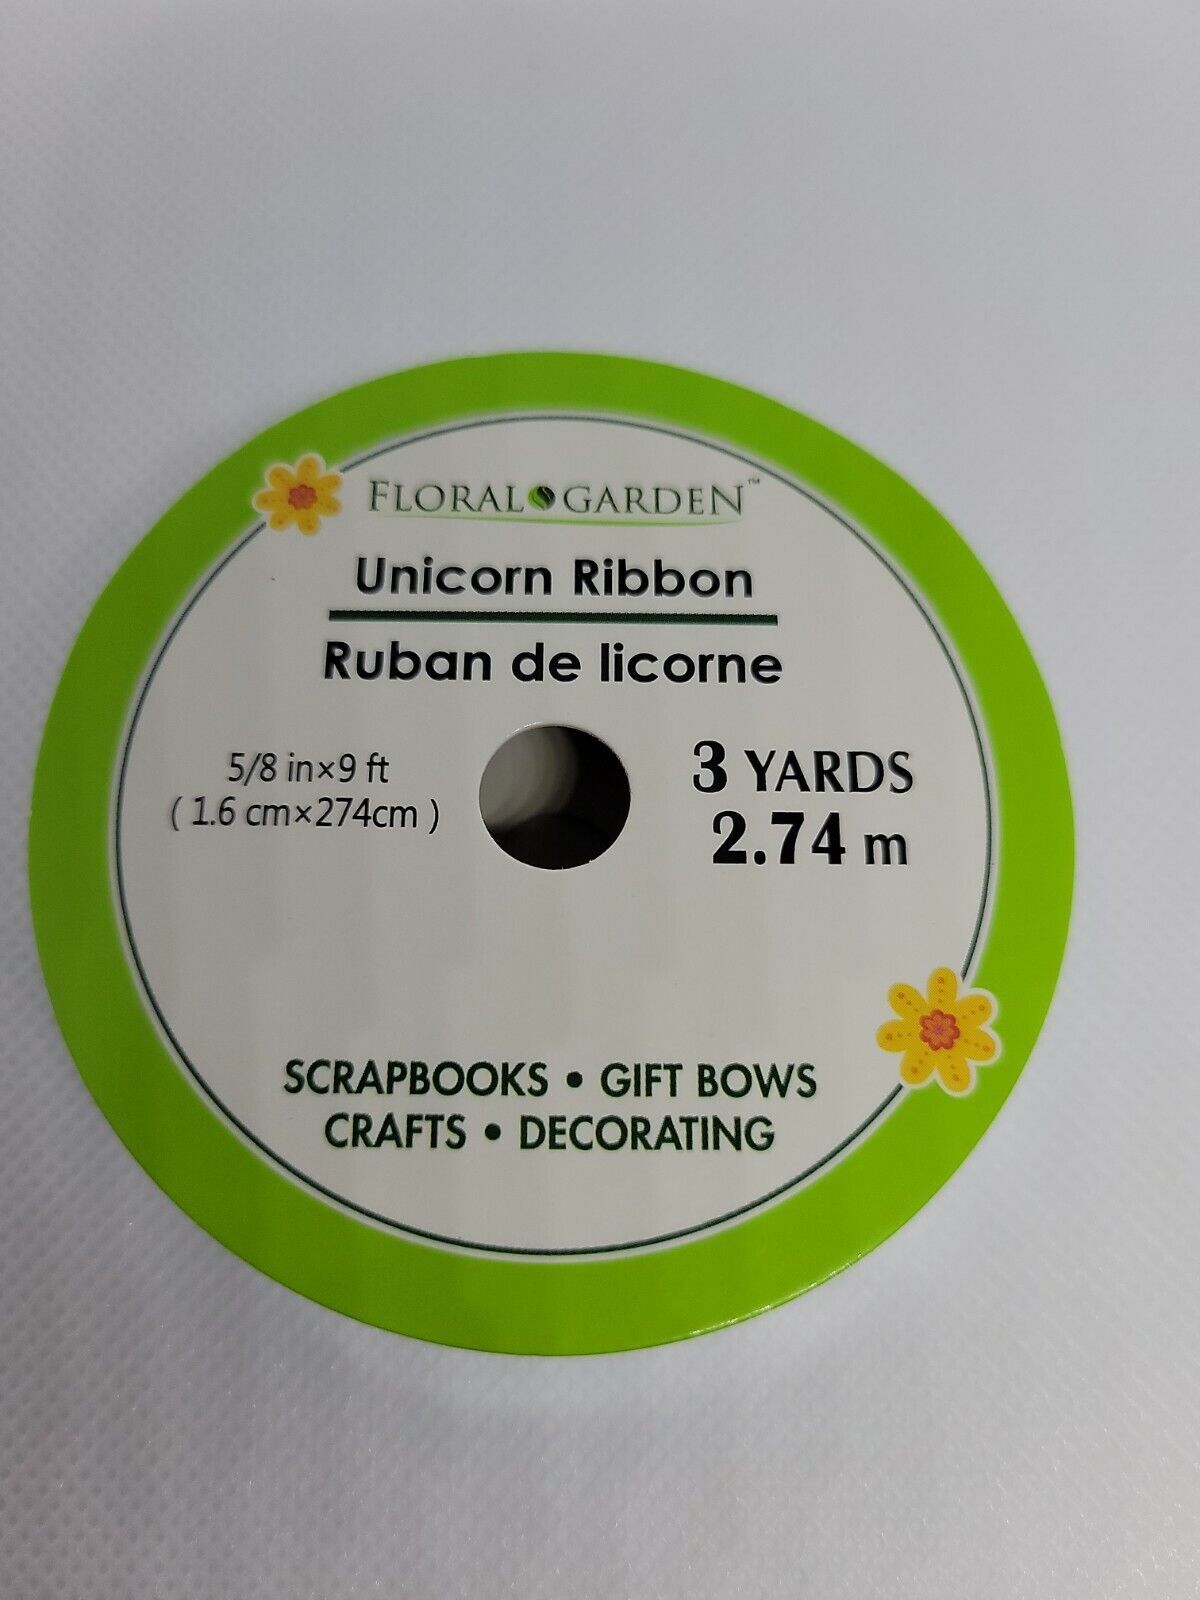 FLORAL GARDEN™
Unicorn Ribbon
Ruban de licorne
5/8 in×9 ft
( 1.6 cm×274cm )
3 YARDS
2.74 m
SCRAPBOOKS • GIFT BOWS
CRAFTS • DECORATING